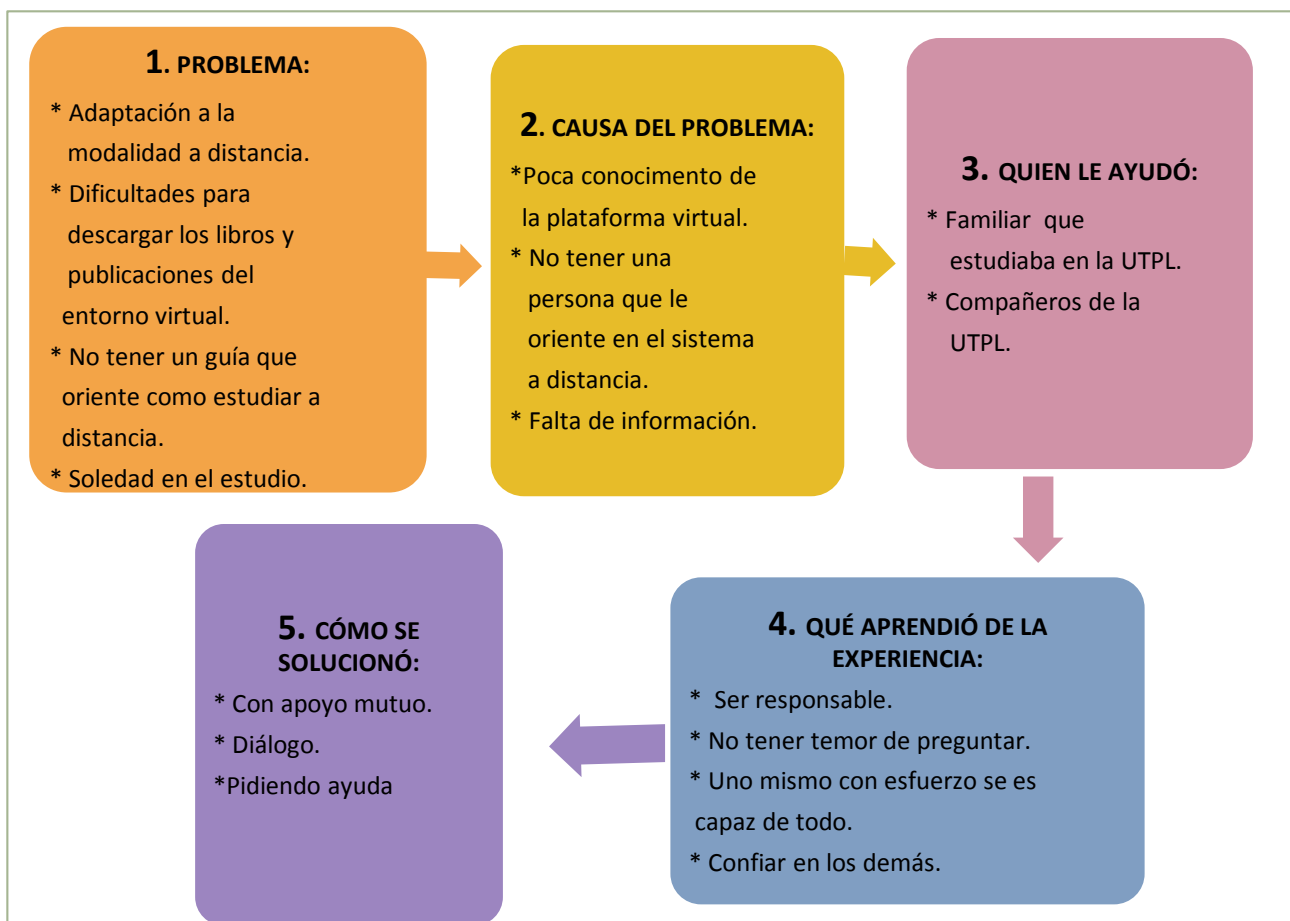 1. PROBLEMA:
* Adaptación a la
modalidad a distancia.
* Dificultades para
descargar los libros y
publicaciones del
entorno virtual.
* No tener un guía que
oriente como estudiar a
distancia.
* Soledad en el estudio.
2. CAUSA DEL PROBLEMA:
*Poca conocimento de
la plataforma virtual.
* No tener una
persona que le
oriente en el sistema
a distancia.
* Falta de información.
3. QUIEN LE AYUDÓ:
* Familiar que
estudiaba en la UTPL.
* Compañeros de la
UTPL.
4. QUÉ APRENDIÓ DE LA
EXPERIENCIA:
* Ser responsable.
* No tener temor de preguntar.
* Uno mismo con esfuerzo se es
capaz de todo.
* Confiar en los demás.
5. CÓMO SE
SOLUCIONÓ:
* Con apoyo mutuo.
* Diálogo.
*Pidiendo ayuda